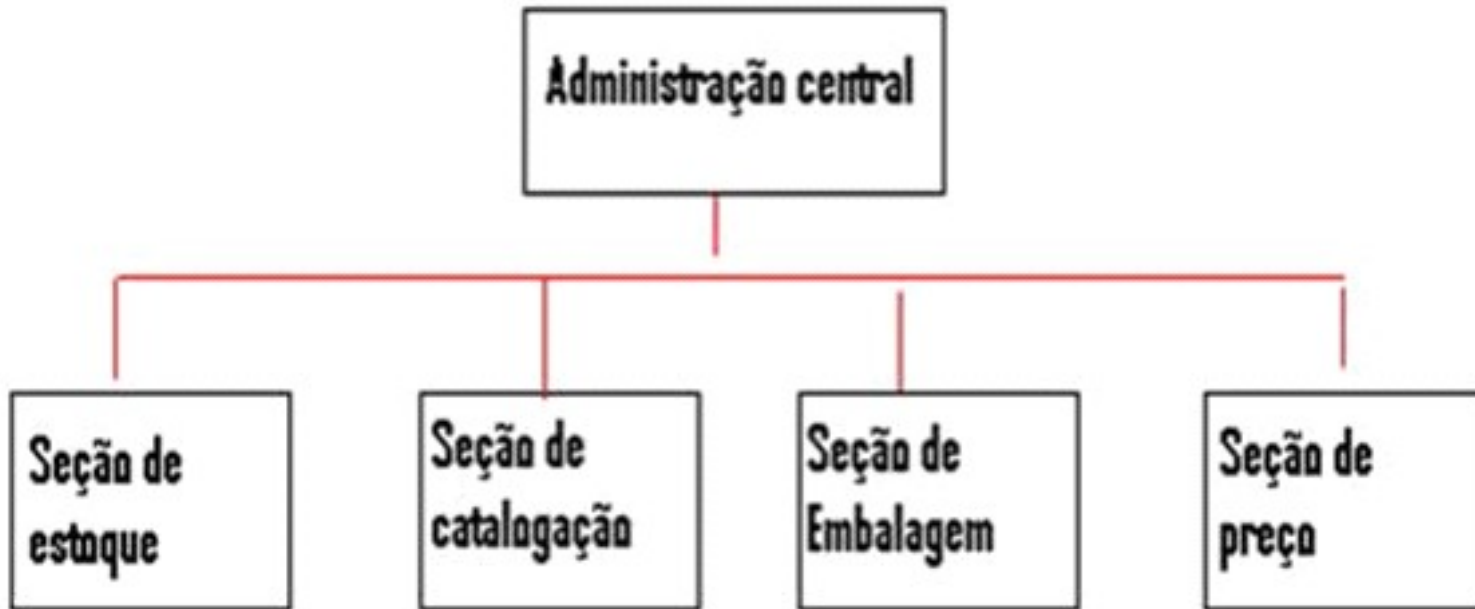 Administração central
Seção de
estoque
Seção de
catalogação
Seção de
Embalagem
Seção de
preço